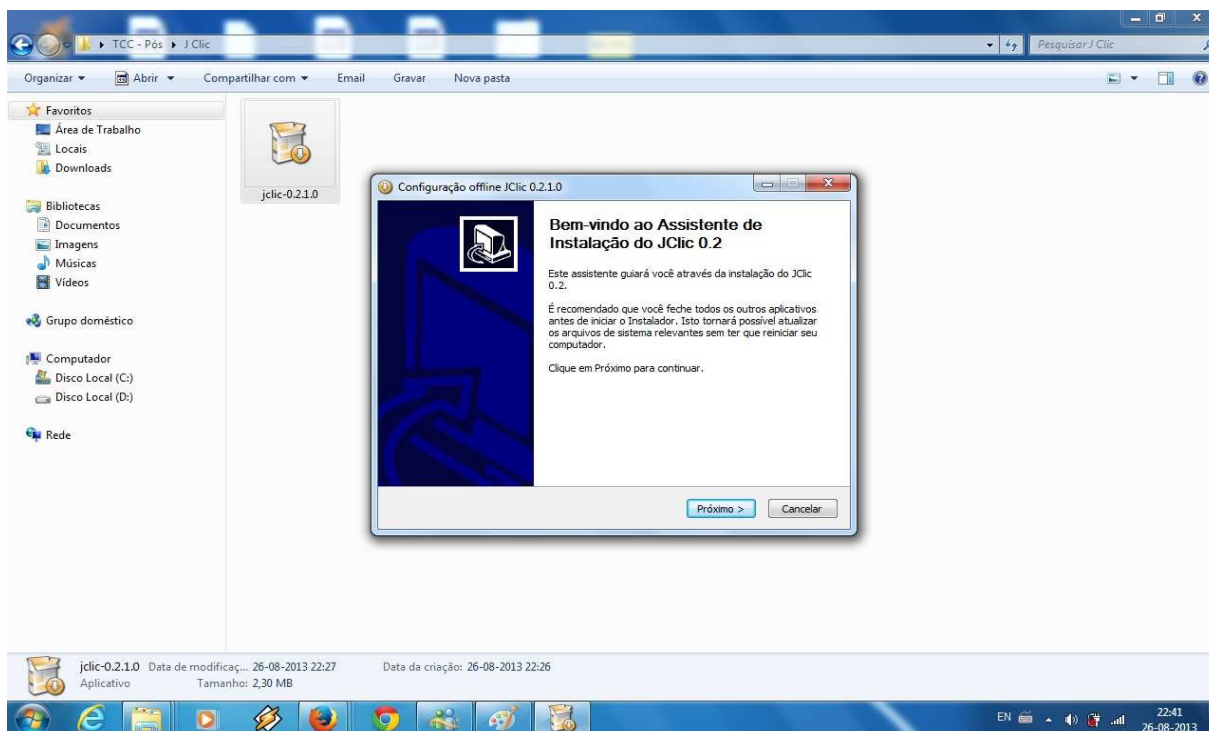 TCC - Pós ▸ J Clic
Pesquisar J Clic
Organizar
Abrir
Compartilhar com
Email
Gravar
Nova pasta
Favoritos
Área de Trabalho
Locais
Downloads
Bibliotecas
Documentos
Imagens
Músicas
Vídeos
Grupo doméstico
Computador
Disco Local (C:)
Disco Local (D:)
Rede
jclic-0.2.1.0
Configuração offline JClic 0.2.1.0
Bem-vindo ao Assistente de
Instalação do JClic 0.2
Este assistente guiará você através da instalação do JClic
0.2.
É recomendado que você feche todos os outros aplicativos
antes de iniciar o Instalador. Isto tornará possível atualizar
os arquivos de sistema relevantes sem ter que reiniciar seu
computador.
Clique em Próximo para continuar.
Próximo >
Cancelar
jclic-0.2.1.0 Data de modificaç... 26-08-2013 22:27 Data da criação: 26-08-2013 22:26
Aplicativo Tamanho: 2,30 MB
EN
22:41
26-08-2013